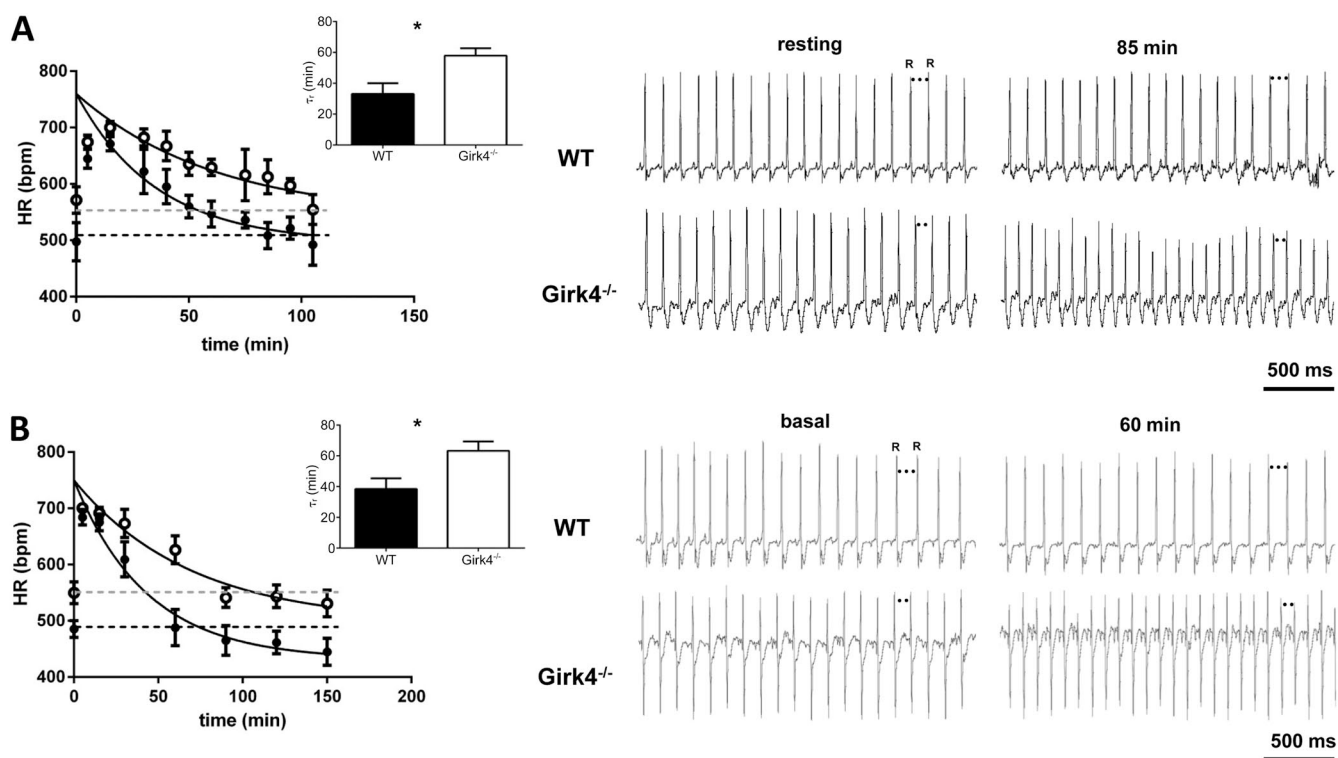 A
80
60
40
20
0
τr (min)
*
WT
Girk4-/-
800
700
600
500
400
HR (bpm)
0
50
100
150
time (min)
resting
85 min
R R
WT
Girk4-/-
500 ms
B
80
60
40
20
0
τr (min)
*
WT
Girk4-/-
800
700
600
500
400
HR (bpm)
0
50
100
150
200
time (min)
basal
60 min
R R
WT
Girk4-/-
500 ms